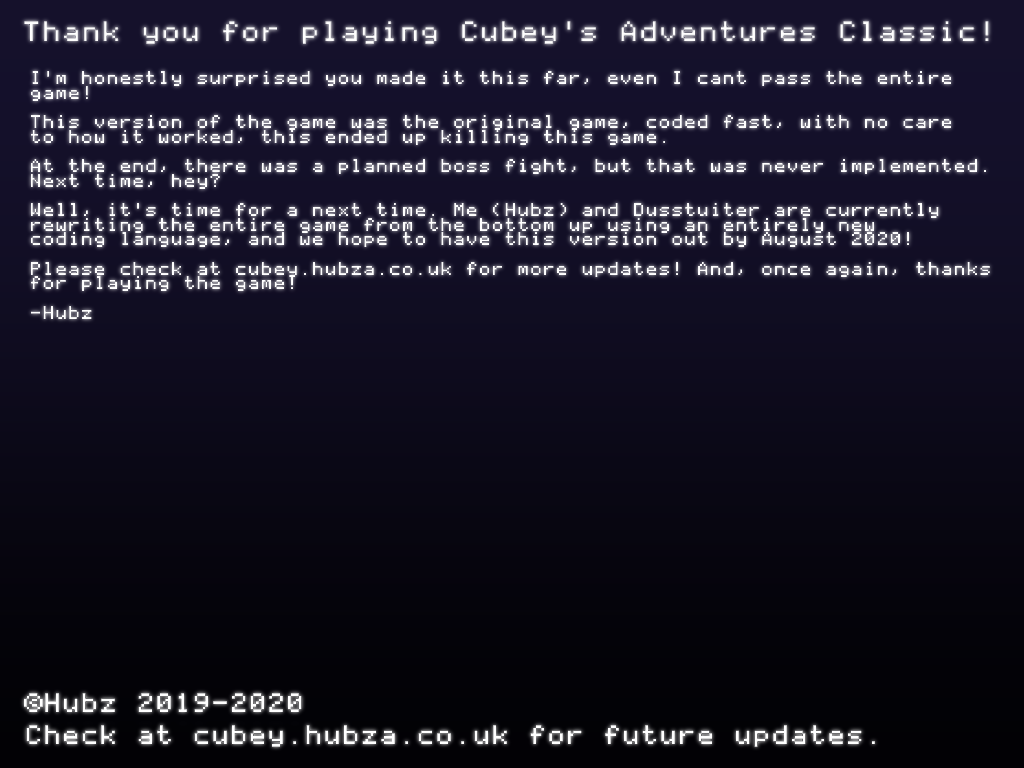 Thank you for playing Cubey's Adventures Classic!
I'm honestly surprised you made it this far, even I cant pass the entire
game!
This version of the game was the original game, coded fast, with no care
to how it worked, this ended up killing this game.
At the end, there was a planned boss fight, but that was never implemented.
Next time, hey?
Well, it's time for a next time. Me (Hubz) and Dusstuiter are currently
rewriting the entire game from the bottom up using an entirely new
coding language, and we hope to have this version out by August 2020!
Please check at cubey.hubza.co.uk for more updates! And, once again, thanks
for playing the game!
-Hubz
©Hubz 2019-2020
Check at cubey.hubza.co.uk for future updates.